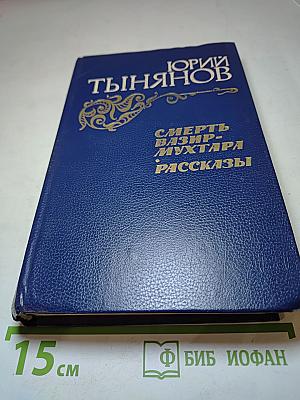 ЮРИЙ
ТЫНЯНОВ
СМЕРТЬ
ВАЗИР-
МУХТАРА
•
РАССКАЗЫ
15 см
Ф БИБ ИОФАН